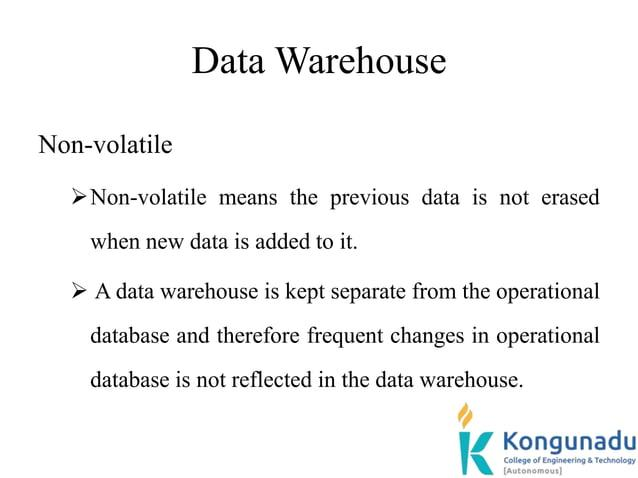 Data Warehouse
Non-volatile
➢Non-volatile means the previous data is not erased
when new data is added to it.
➢ A data warehouse is kept separate from the operational
database and therefore frequent changes in operational
database is not reflected in the data warehouse.
Kongunadu
College of Engineering & Technology
[Autonomous]